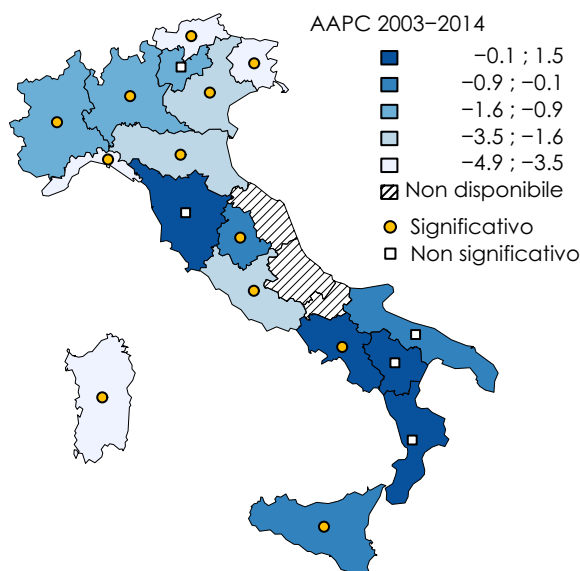 AAPC 2003−2014
−0.1 ; 1.5
−0.9 ; −0.1
−1.6 ; −0.9
−3.5 ; −1.6
−4.9 ; −3.5
Non disponibile
Significativo
Non significativo